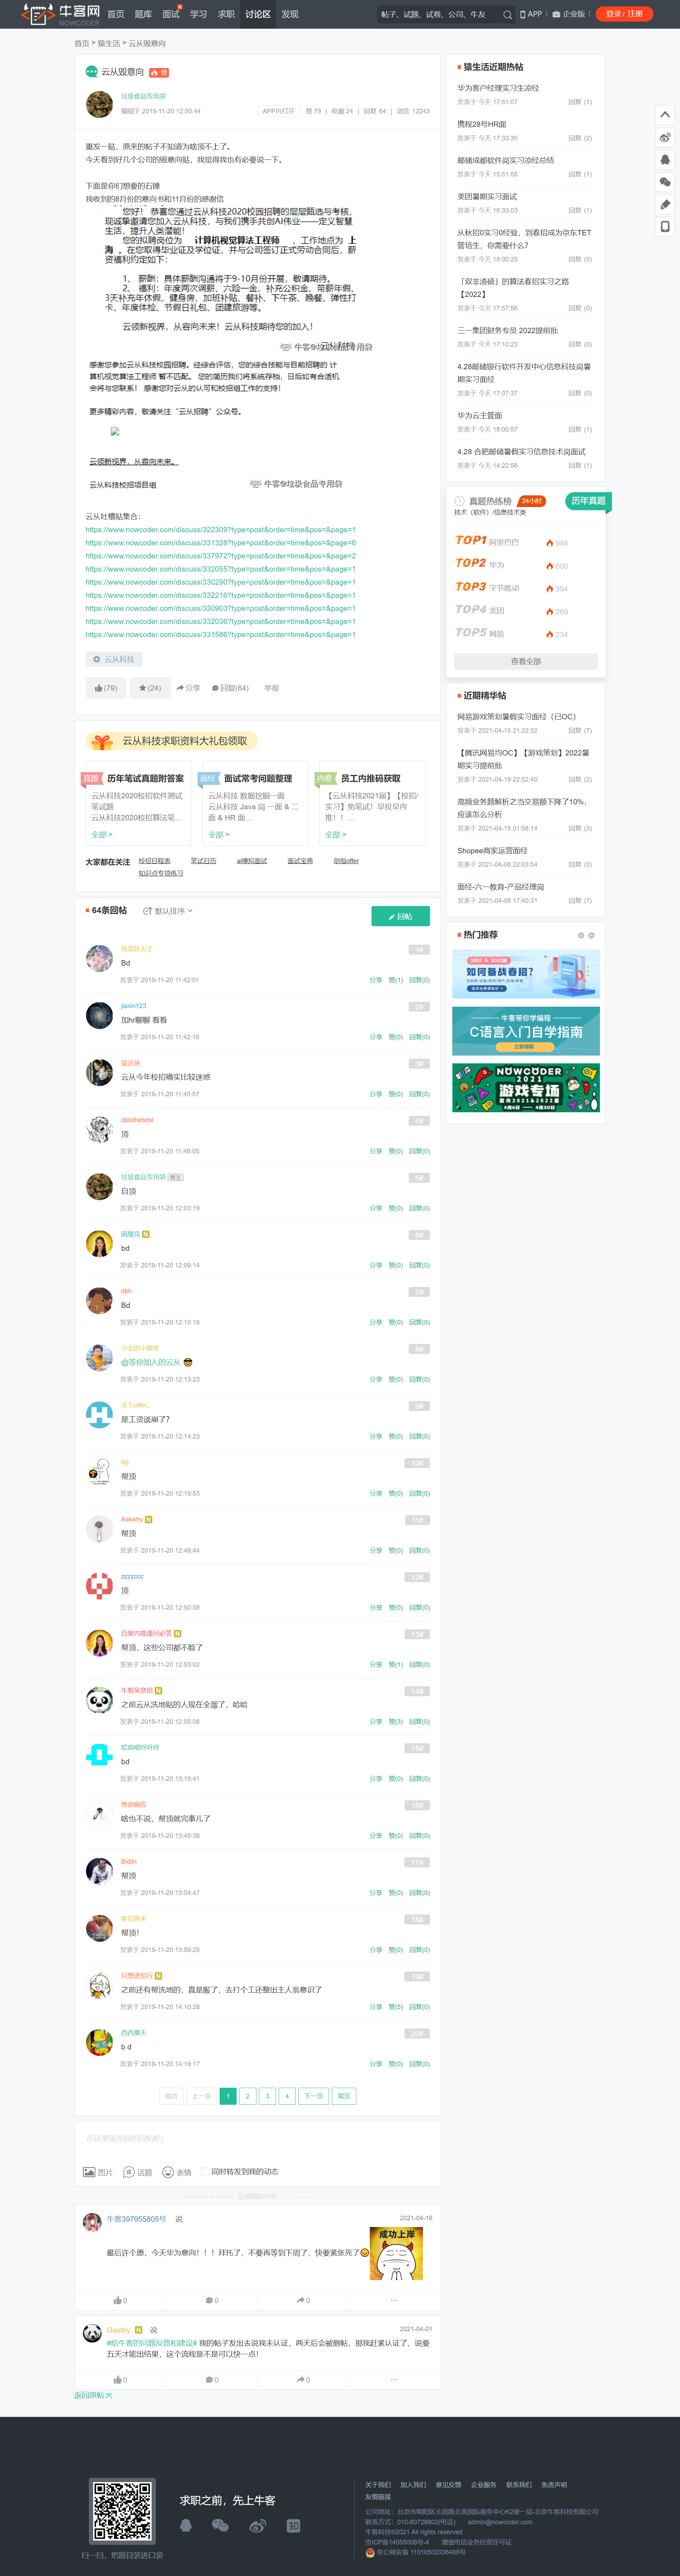 牛客网
NOWCODER
首页 题库 面试 学习 求职 讨论区 发现
帖子、试题、试卷、公司、牛友
APP 企业版 登录 / 注册
首页 > 猿生活 > 云从毁意向
云从毁意向
垃圾食品专用袋
编辑于 2019-11-20 12:00:44
APP内打开 赞 79 | 收藏 24 | 回复 64 | 浏览 12243
重发一贴，原来的帖子不知道为啥顶不上了。
今天看到好几个公司的毁意向贴，我觉得我也有必要说一下。
下面是你们想要的石锤
我收到的8月份的意向书和11月份的感谢信
您好！ 恭喜您通过云从科技2020校园招聘的层层甄选与考核，
现诚挚邀请您加入云从科技，与我们携手共创AI伟业——定义智慧
生活，提升人类潜能！
您的拟聘岗位为 计算机视觉算法工程师 ，工作地点为 上
海 。在您取得毕业证及学位证，并与公司签订正式劳动合同后，薪
资福利约定如下：
1、 薪酬：具体薪酬沟通将于9-10月份开展，敬请期待。
2、 福利：年度两次调薪、六险一金、补充公积金、带薪年假、
3天补充年休假、健身房、加班补贴、餐补、下午茶、晚餐、弹性打
卡、年度体检、节假日礼包、团建旅游等。
云领新视界，从容向未来！云从科技期待您的加入！
感谢您参加云从科技校园招聘。经综合评估，您的综合技能与目前招聘的 计
算机视觉算法工程师 暂不匹配。 您的简历我们将系统存档，日后如有合适机
会将与您联系！ 感谢您对云从的认可和校招组工作的支持！
更多精彩内容，敬请关注“云从招聘”公众号。
云领新视界，从容向未来。
云从科技校招项目组
牛客@垃圾食品专用袋
云从吐槽贴集合：
https://www.nowcoder.com/discuss/322309?type=post&order=time&pos=&page=1
https://www.nowcoder.com/discuss/331328?type=post&order=time&pos=&page=6
https://www.nowcoder.com/discuss/337972?type=post&order=time&pos=&page=2
https://www.nowcoder.com/discuss/332055?type=post&order=time&pos=&page=1
https://www.nowcoder.com/discuss/330290?type=post&order=time&pos=&page=1
https://www.nowcoder.com/discuss/332216?type=post&order=time&pos=&page=1
https://www.nowcoder.com/discuss/330903?type=post&order=time&pos=&page=1
https://www.nowcoder.com/discuss/332036?type=post&order=time&pos=&page=1
https://www.nowcoder.com/discuss/331586?type=post&order=time&pos=&page=1
云从科技
(79) (24) 分享 回复(64) 举报
云从科技求职资料大礼包领取
真题 历年笔试真题附答案
云从科技2020校招软件测试
笔试题
云从科技2020校招算法笔…
全部 >
面经 面试常考问题整理
云从科技 数据挖掘一面
云从科技 Java 岗 一面 & 二
面 & HR 面…
全部 >
内推 员工内推码获取
【云从科技2021届】【校招/
实习】免笔试！早投早内
推！！…
全部 >
大家都在关注 校招日程表 笔试日历 ai模拟面试 面试宝典 剑指offer
知识点专项练习
64条回帖 默认排序 回帖
Bd
发表于 2019-11-20 11:42:01 分享 赞(1) 回复(0)
jiaxin123 2#
加hr聊聊 看看
发表于 2019-11-20 11:42:16 分享 赞(0) 回复(0)
益达侠 3#
云从今年校招确实比较迷惑
发表于 2019-11-20 11:45:57 分享 赞(0) 回复(0)
dbisthebest 4#
顶
发表于 2019-11-20 11:46:05 分享 赞(0) 回复(0)
垃圾食品专用袋 楼主 5#
自顶
发表于 2019-11-20 12:03:19 分享 赞(0) 回复(0)
6#
bd
发表于 2019-11-20 12:09:14 分享 赞(0) 回复(0)
dbh 7#
Bd
发表于 2019-11-20 12:10:18 分享 赞(0) 回复(0)
8#
@等你加入的云从
发表于 2019-11-20 12:13:23 分享 赞(0) 回复(0)
求个offer。 9#
是工资谈崩了？
发表于 2019-11-20 12:14:23 分享 赞(0) 回复(0)
10#
帮顶
发表于 2019-11-20 12:19:53 分享 赞(0) 回复(0)
Askwhy 11#
帮顶
发表于 2019-11-20 12:48:44 分享 赞(0) 回复(0)
zzzzccc 12#
顶
发表于 2019-11-20 12:50:58 分享 赞(0) 回复(0)
百度内推逢问必答 13#
帮顶，这些公司都不脸了
发表于 2019-11-20 12:53:02 分享 赞(1) 回复(0)
14#
之前云从洗地贴的人现在全溜了，哈哈
发表于 2019-11-20 12:55:06 分享 赞(3) 回复(0)
15#
bd
发表于 2019-11-20 13:18:41 分享 赞(0) 回复(0)
16#
啥也不说，帮顶就完事儿了
发表于 2019-11-20 13:45:38 分享 赞(0) 回复(0)
Bidlin 17#
帮顶
发表于 2019-11-20 13:54:47 分享 赞(0) 回复(0)
18#
帮顶！
发表于 2019-11-20 13:59:25 分享 赞(0) 回复(0)
只想进招行 19#
之前还有帮洗地的，真是服了，去打个工还整出主人翁意识了
发表于 2019-11-20 14:10:28 分享 赞(5) 回复(0)
西西夏天 20#
b d
发表于 2019-11-20 14:19:17 分享 赞(0) 回复(0)
首页 上一页 1 2 3 4 下一页 尾页
图片 话题 表情 同时转发到我的动态
牛客397955805号 说 2021-04-16
最后许个愿，今天华为意向！！！拜托了，不要再等到下周了，快要紧张死了
成功上岸
0 0 0 ...
Gastby 说 2021-04-01
#给牛客的问题反馈和建议# 我的帖子发出去说我未认证，两天后会被删帖，那我赶紧认证了，说要
五天才能出结果，这个流程是不是可以快一点！
0 0 0 ...
返回原帖
猿生活近期热帖
华为客户经理实习生凉经
发表于 今天 17:51:07 回复 (1)
携程28号HR面
发表于 今天 17:33:30 回复 (2)
邮储成都软件岗实习凉经总结
发表于 今天 15:51:55 回复 (1)
美团暑期实习面试
发表于 今天 16:33:03 回复 (1)
从秋招0实习0经验，到春招成为京东TET
管培生，你需要什么?
发表于 今天 18:00:25 回复 (0)
「双非渣硕」的算法春招实习之路
【2022】
发表于 今天 17:57:56 回复 (0)
三一集团财务专员 2022提前批
发表于 今天 17:10:23 回复 (0)
4.28邮储银行软件开发中心信息科技岗暑
期实习面经
发表于 今天 17:07:37 回复 (0)
华为云主管面
发表于 今天 18:00:57 回复 (1)
4.28 合肥邮储暑假实习信息技术岗面试
发表于 今天 14:22:56 回复 (1)
真题热练榜 24小时 历年真题
技术（软件）/信息技术类
TOP1 阿里巴巴 946
TOP2 华为 600
TOP3 字节跳动 354
TOP4 美团 269
TOP5 网易 234
查看全部
近期精华帖
网易游戏策划暑假实习面经（已OC）
发表于 2021-04-15 21:22:52 回复 (7)
【腾讯网易均OC】【游戏策划】2022暑
期实习提前批
发表于 2021-04-19 22:52:40 回复 (2)
高频业务题解析之当交易额下降了10%，
应该怎么分析
发表于 2021-04-15 01:58:14 回复 (3)
Shopee商家运营面经
发表于 2021-04-08 22:03:54 回复 (3)
面经-六一教育-产品经理岗
发表于 2021-04-08 17:40:31 回复 (7)
热门推荐
如何备战春招？
牛客带你学编程
C语言入门自学指南
立即领取
NOWCODER
2021
游戏专场
面向2021&2022届
4月6日 —— 4月30日
扫一扫，把题目装进口袋
求职之前，先上牛客
关于我们 加入我们 意见反馈 企业服务 联系我们 免责声明
友情链接
公司地址：北京市朝阳区北苑路北美国际商务中心K2座一层-北京牛客科技有限公司
联系方式：010-60728802(电话) admin@nowcoder.com
牛客科技©2021 All rights reserved
京ICP备14055008号-4 增值电信业务经营许可证
京公网安备 11010502036488号